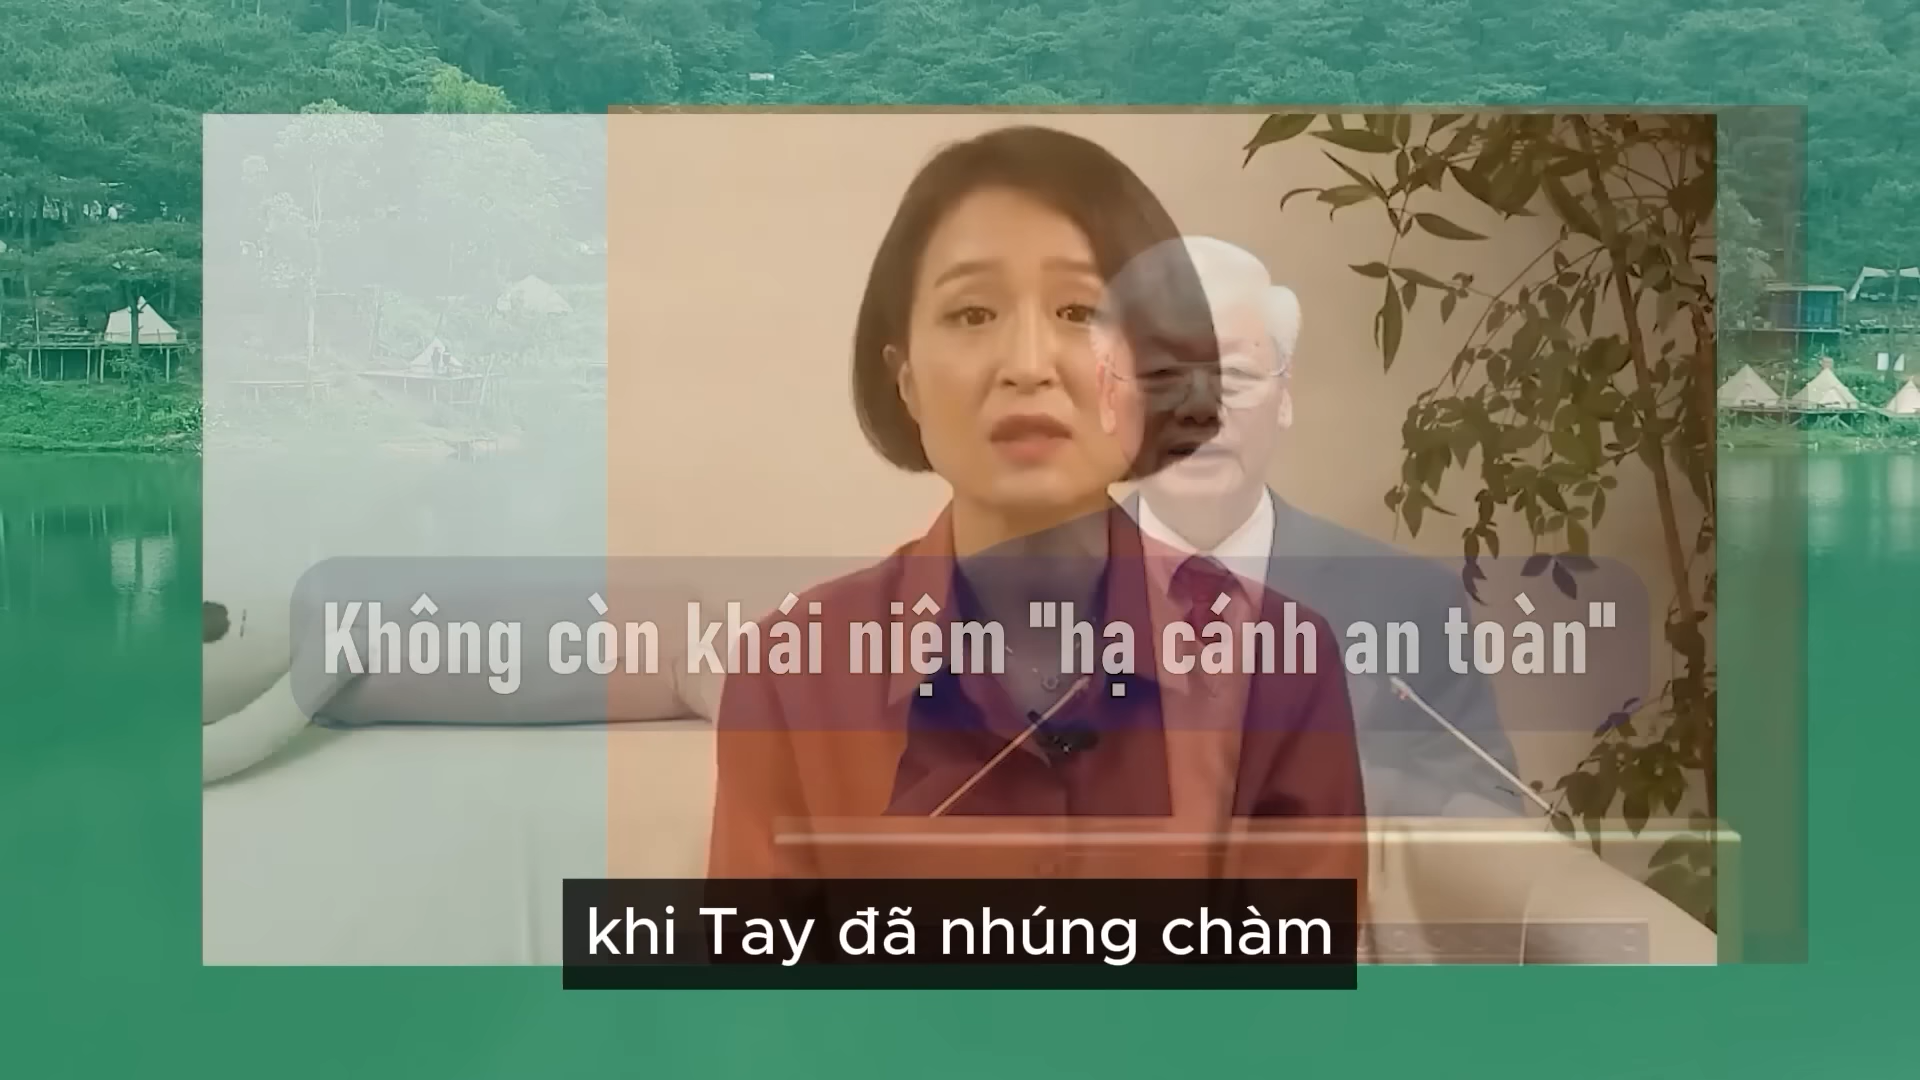 Không còn khái niệm "hạ cánh an toàn"
khi Tay đã nhúng chàm